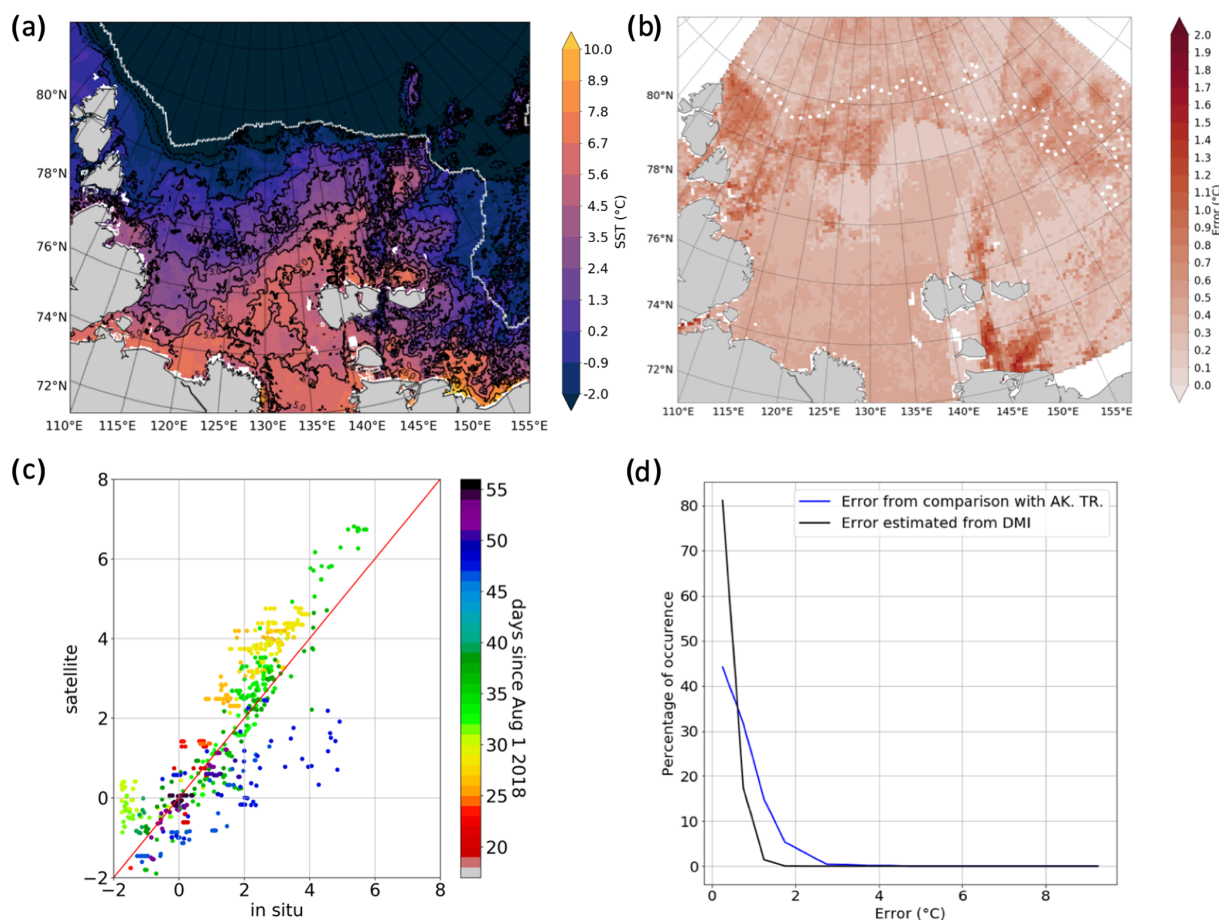 (a)
(b)
80°N
78°N
76°N
74°N
72°N
110°E
115°E
120°E
125°E
130°E
135°E
140°E
145°E
150°E
155°E
5.0
10.0
8.9
7.8
6.7
5.6
4.5
3.5
2.4
1.3
0.2
-0.9
-2.0
SST (°C)
80°N
78°N
76°N
74°N
72°N
110°E
115°E
120°E
125°E
130°E
135°E
140°E
145°E
150°E
155°E
2.0
1.9
1.8
1.7
1.6
1.5
1.4
1.3
1.2
1.1
1.0
0.9
0.8
0.7
0.6
0.5
0.4
0.3
0.2
0.1
0.0
Error (°C)
(c)
(d)
8
6
4
2
0
−2
−2
0
2
4
6
8
satellite
in situ
55
50
45
40
35
30
25
20
days since Aug 1 2018
80
70
60
50
40
30
20
10
0
0
2
4
6
8
Percentage of occurence
Error (°C)
Error from comparison with AK. TR.
Error estimated from DMI